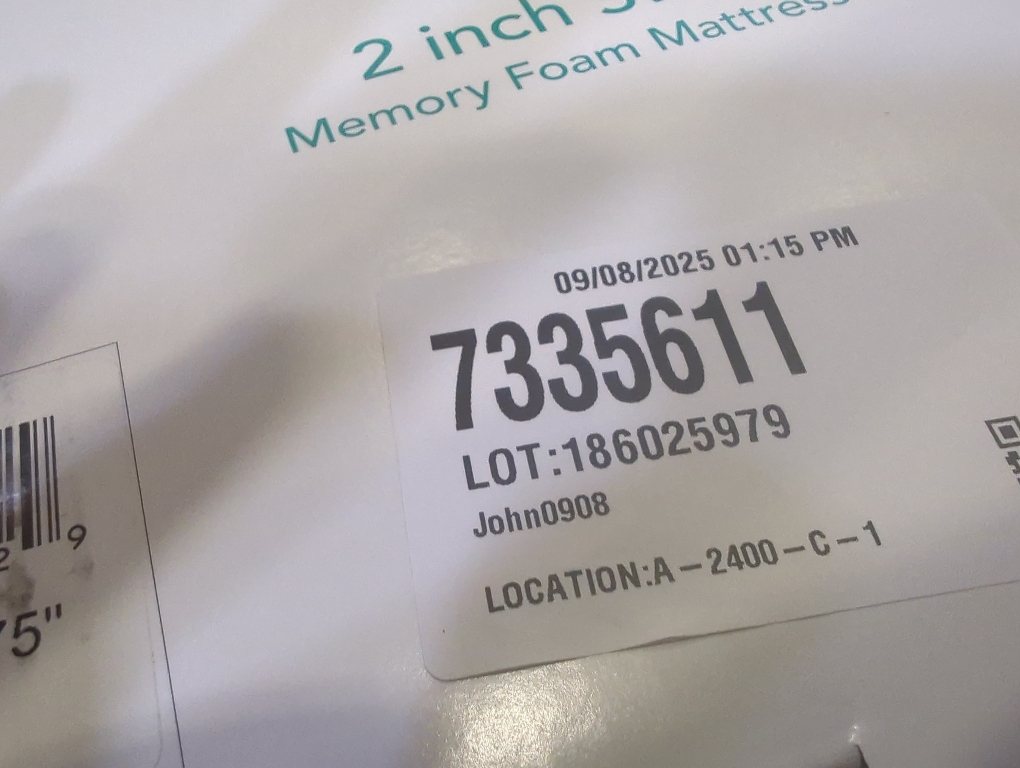 2 inch
Memory Foam Mattress
09/08/2025 01:15 PM
7335611
LOT:186025979
John0908
LOCATION:A-2400-C-1
2 9
5"